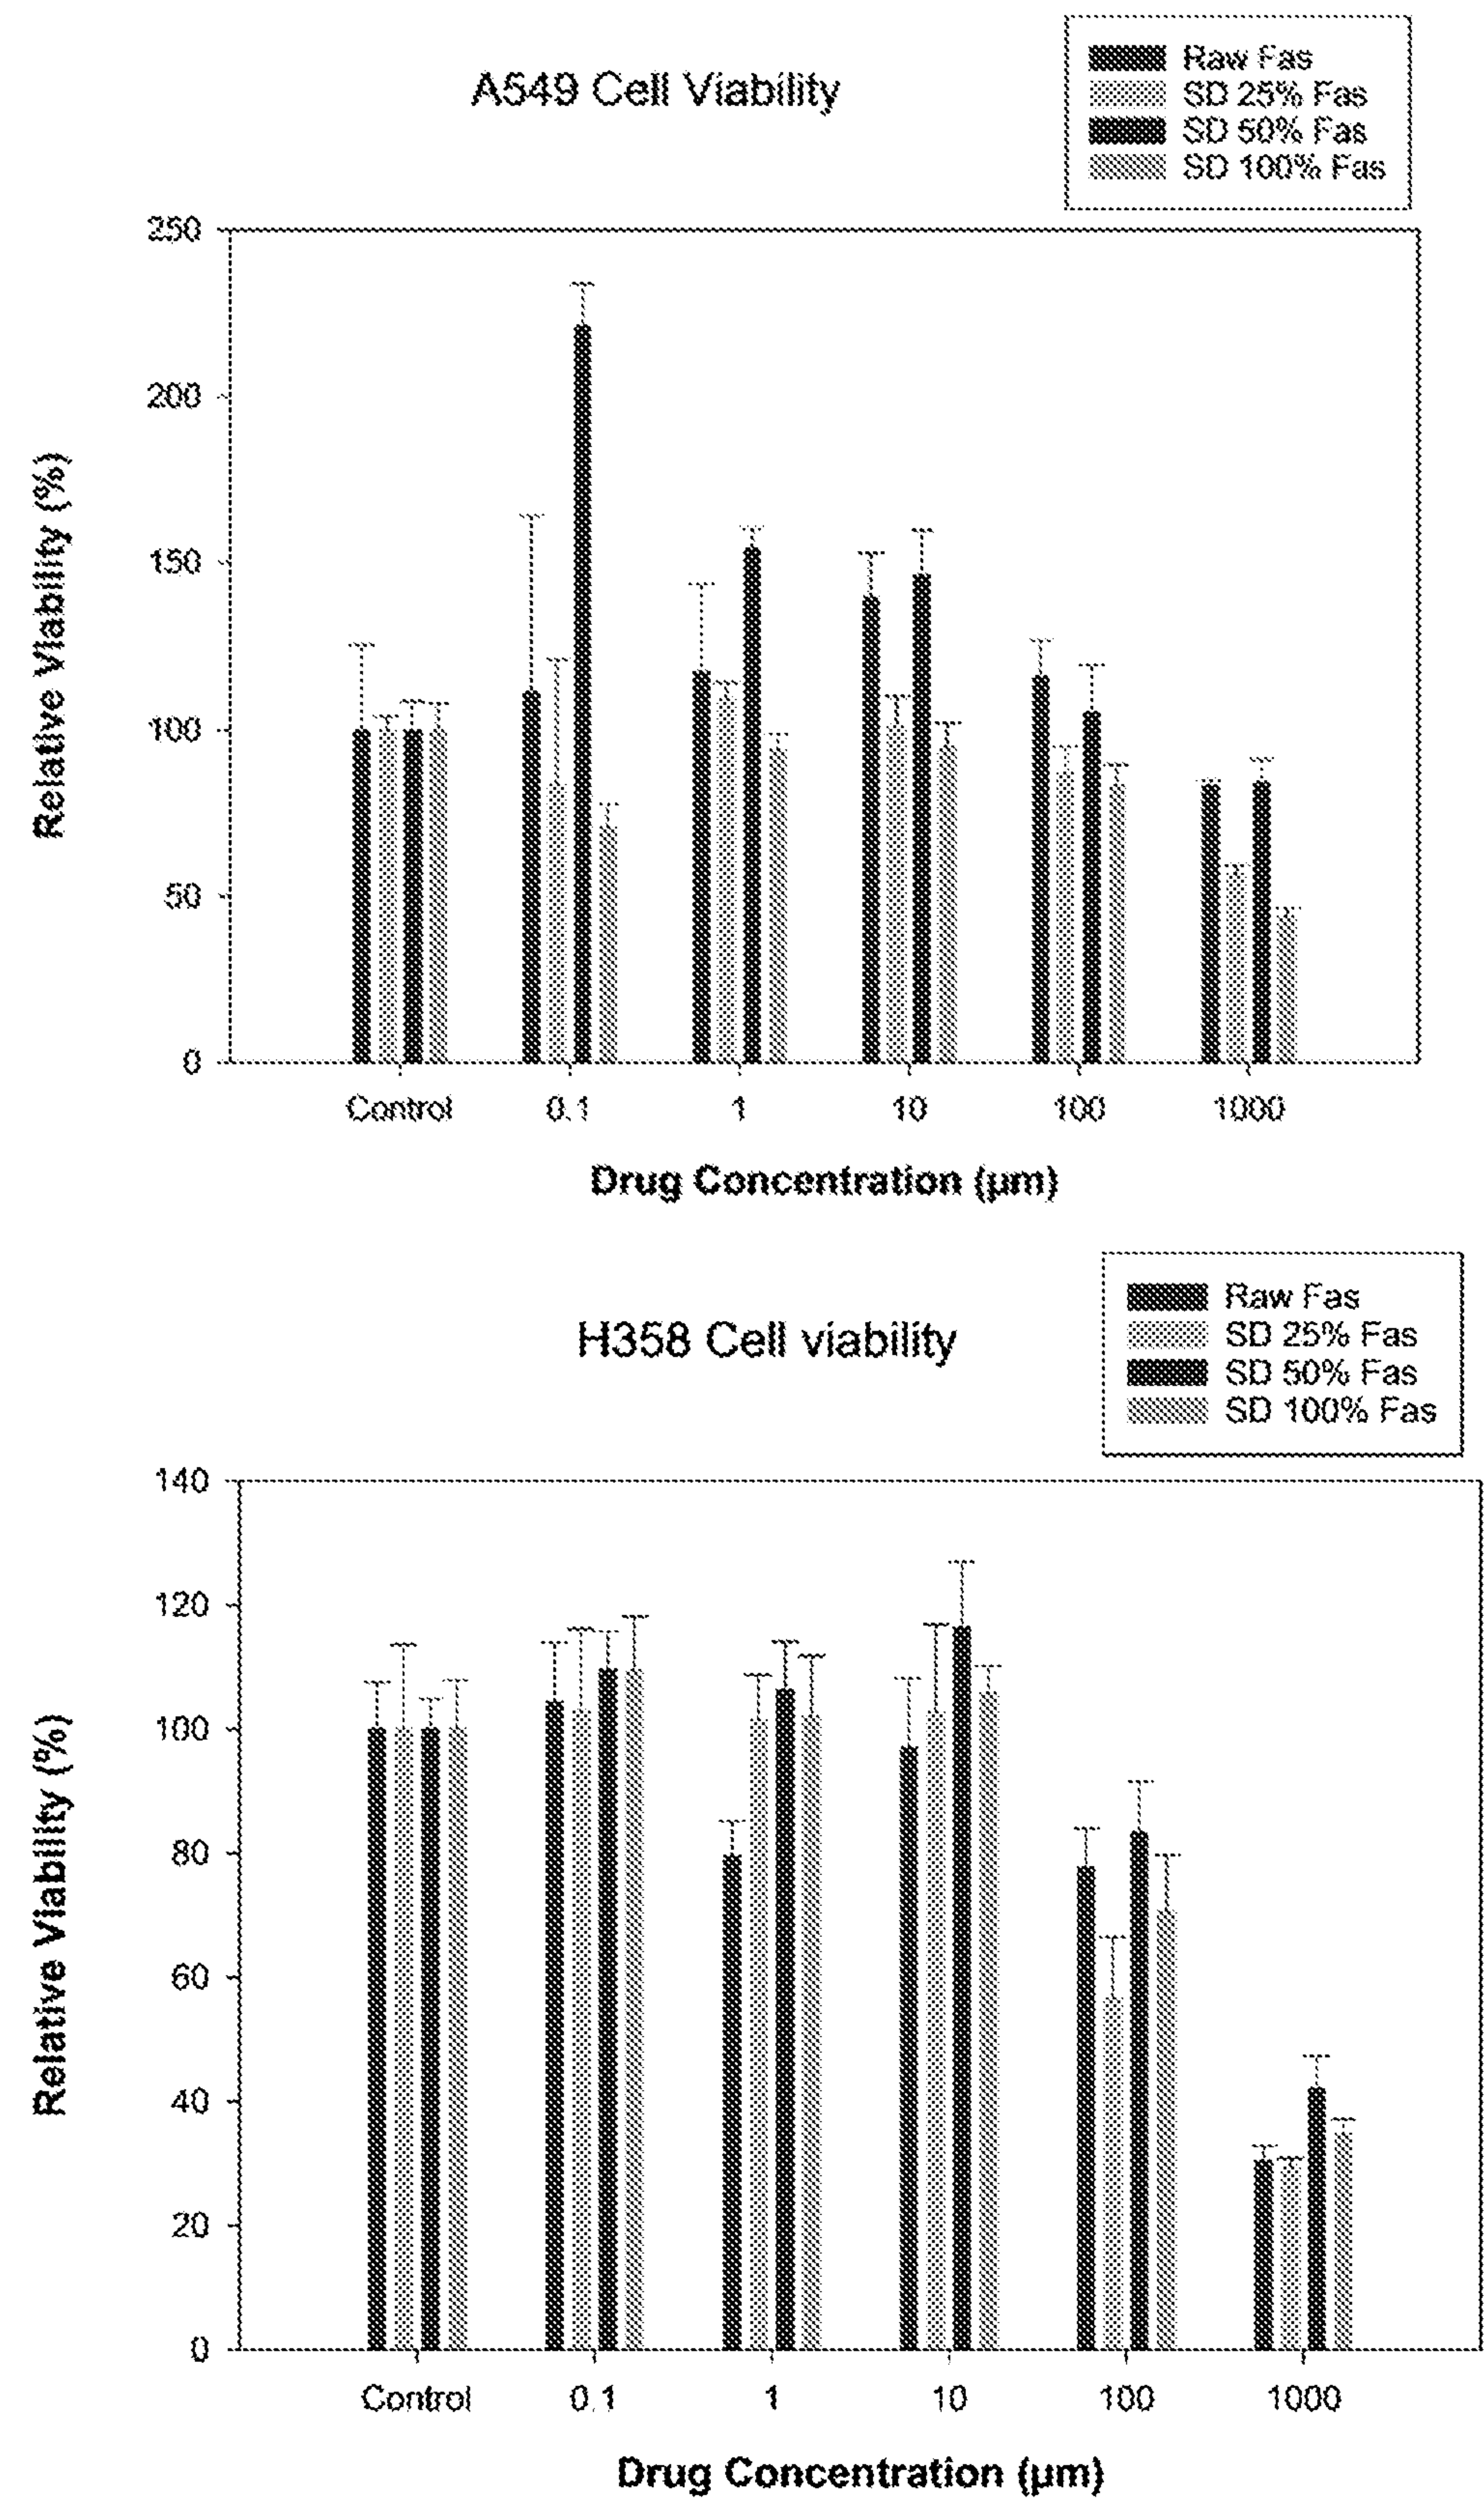 A549 Cell Viability
Raw Fas
SD 25% Fas
SD 50% Fas
SD 100% Fas
Relative Viability (%)
250
200
150
100
50
0
Control 0.1 1 10 100 1000
Drug Concentration (µm)
H358 Cell viability
Raw Fas
SD 25% Fas
SD 50% Fas
SD 100% Fas
Relative Viability (%)
140
120
100
80
60
40
20
0
Control 0.1 1 10 100 1000
Drug Concentration (µm)